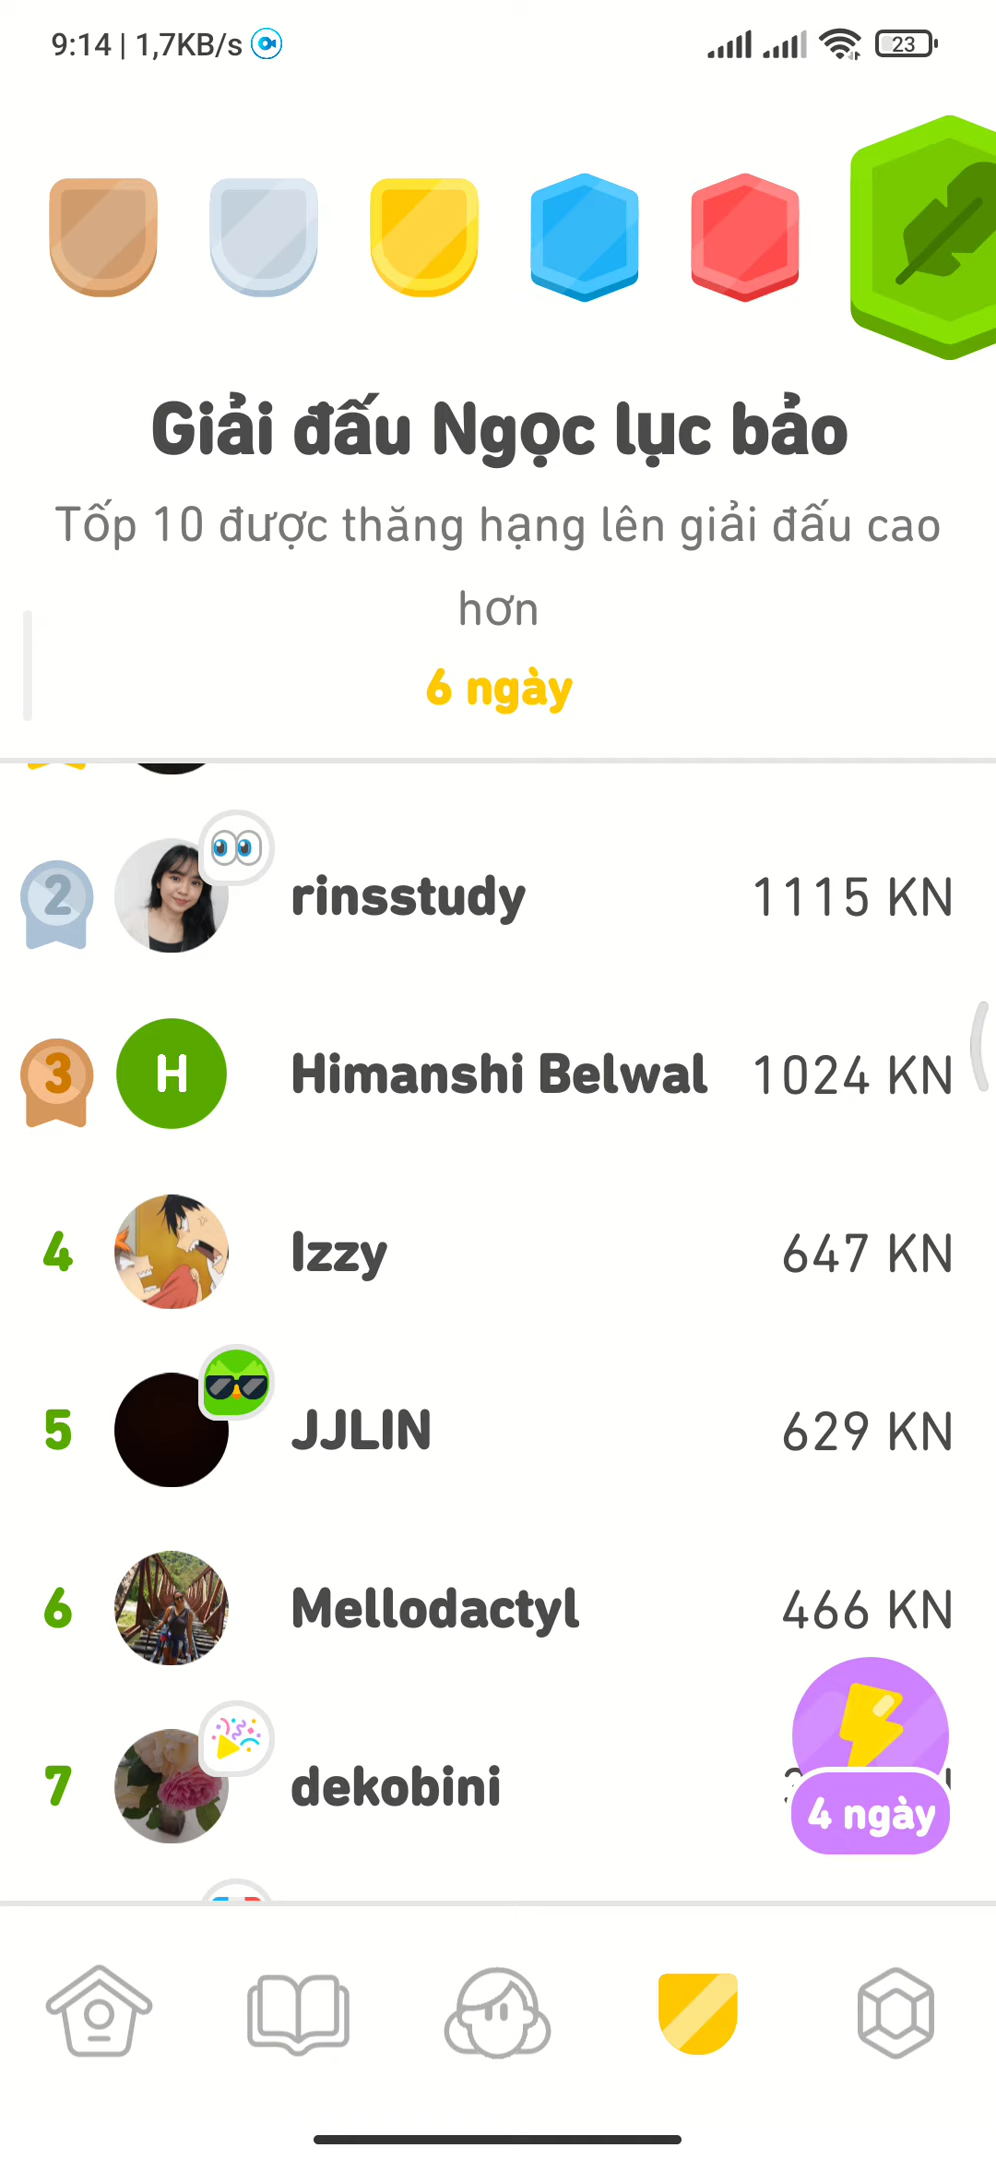 9:14 | 1,7KB/s
23
Giải đấu Ngọc lục bảo
Tốp 10 được thăng hạng lên giải đấu cao
hơn
6 ngày
2 rinsstudy 1115 KN
3 H Himanshi Belwal 1024 KN
4 Izzy 647 KN
5 JJLIN 629 KN
6 Mellodactyl 466 KN
7 dekobini
4 ngày